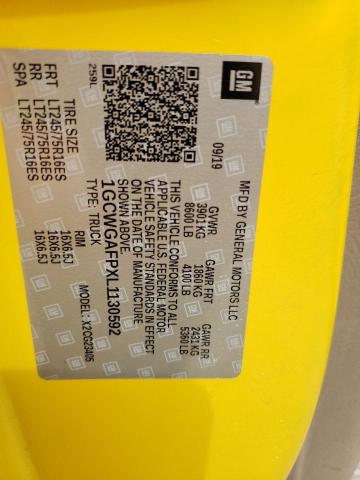 GM
MFD BY GENERAL MOTORS LLC
09/19
GVWR GAWR FRT GAWR RR
3901 KG 1860 KG 2431 KG
8600 LB 4100 LB 5360 LB
THIS VEHICLE CONFORMS TO ALL
APPLICABLE U.S. FEDERAL MOTOR
VEHICLE SAFETY STANDARDS IN EFFECT
ON THE DATE OF MANUFACTURE
SHOWN ABOVE.
1GCWGAFPXL1130592
TYPE: TRUCK MODEL: X2CG23405
259L
TIRE SIZE RIM
FRT LT245/75R16ES 16X6.5J
RR LT245/75R16ES 16X6.5J
SPA LT245/75R16ES 16X6.5J